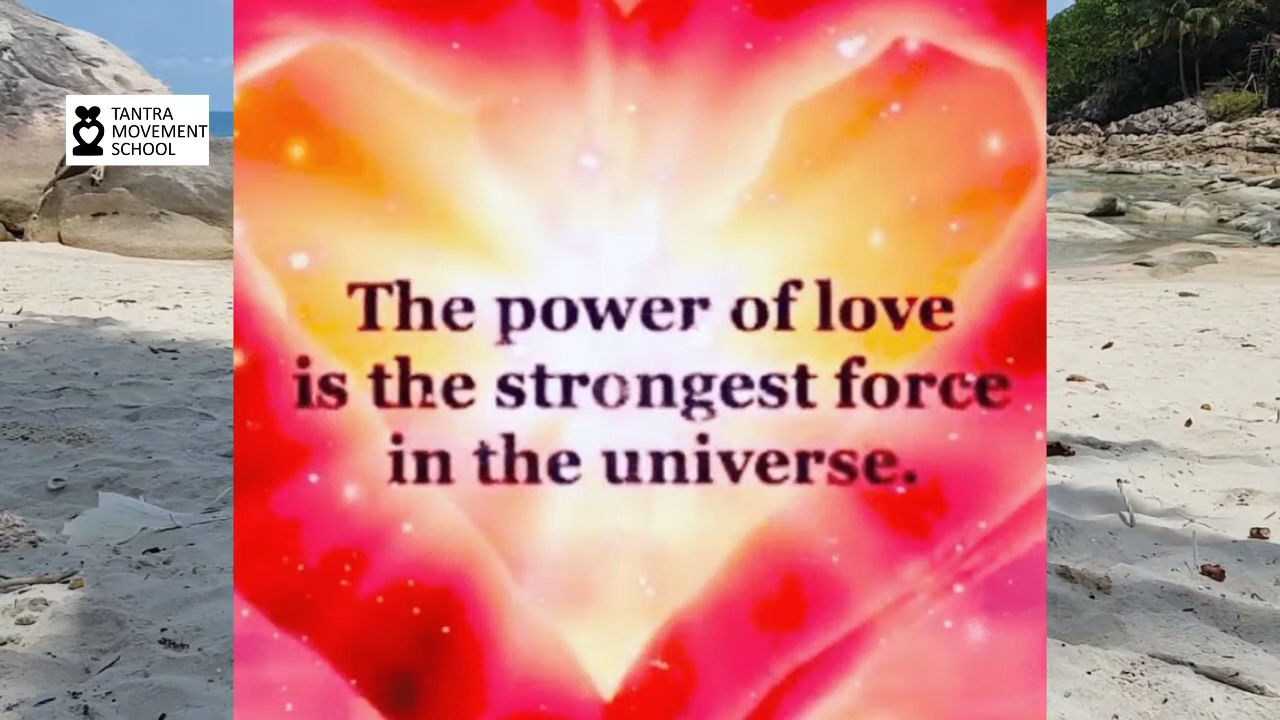 TANTRA
MOVEMENT
SCHOOL
The power of love
is the strongest force
in the universe.